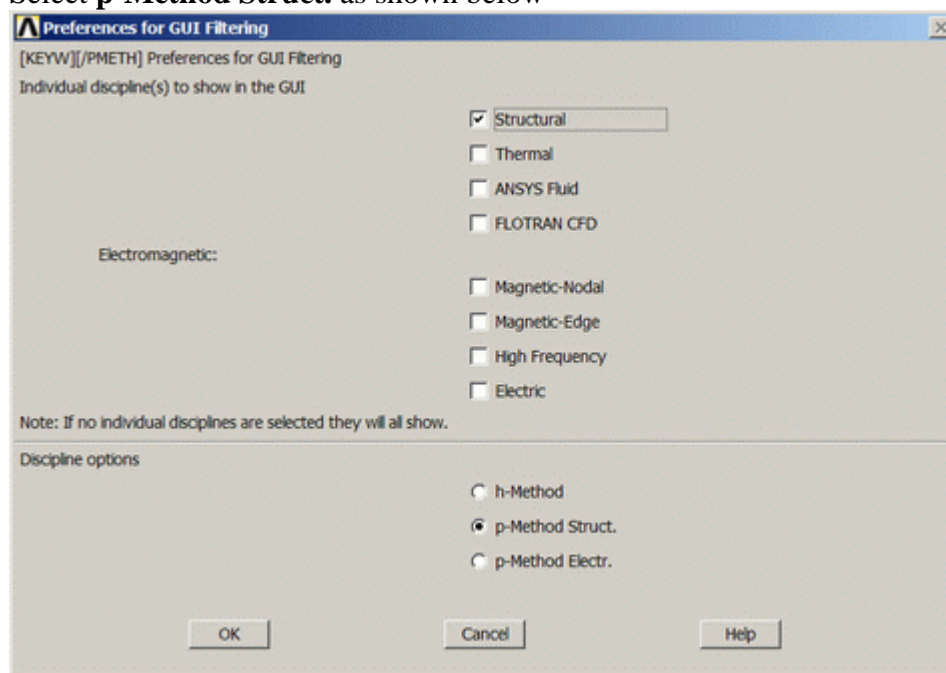 Select p-Method Struct. as shown below
Preferences for GUI Filtering
[KEYW][/PMETH] Preferences for GUI Filtering
Individual discipline(s) to show in the GUI
Structural
Thermal
ANSYS Fluid
FLOTRAN CFD
Electromagnetic:
Magnetic-Nodal
Magnetic-Edge
High Frequency
Electric
Note: If no individual disciplines are selected they will all show.
Discipline options
h-Method
p-Method Struct.
p-Method Electr.
OK Cancel Help